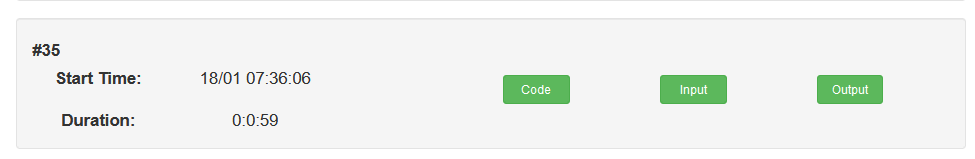 #35
Start Time: 18/01 07:36:06
Code Input Output
Duration: 0:0:59